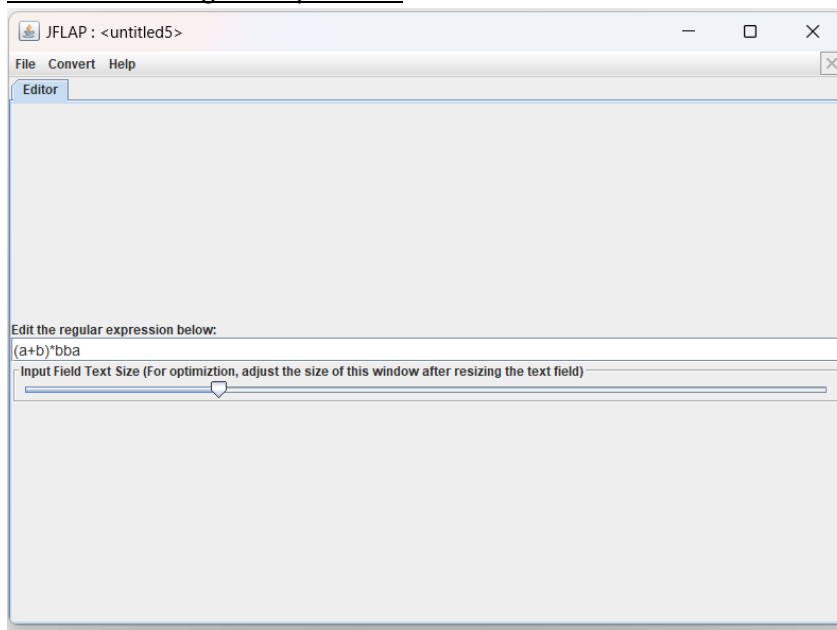 JFLAP : <untitled5>
File Convert Help
Editor
Edit the regular expression below:
(a+b)*bba
Input Field Text Size (For optimiztion, adjust the size of this window after resizing the text field)